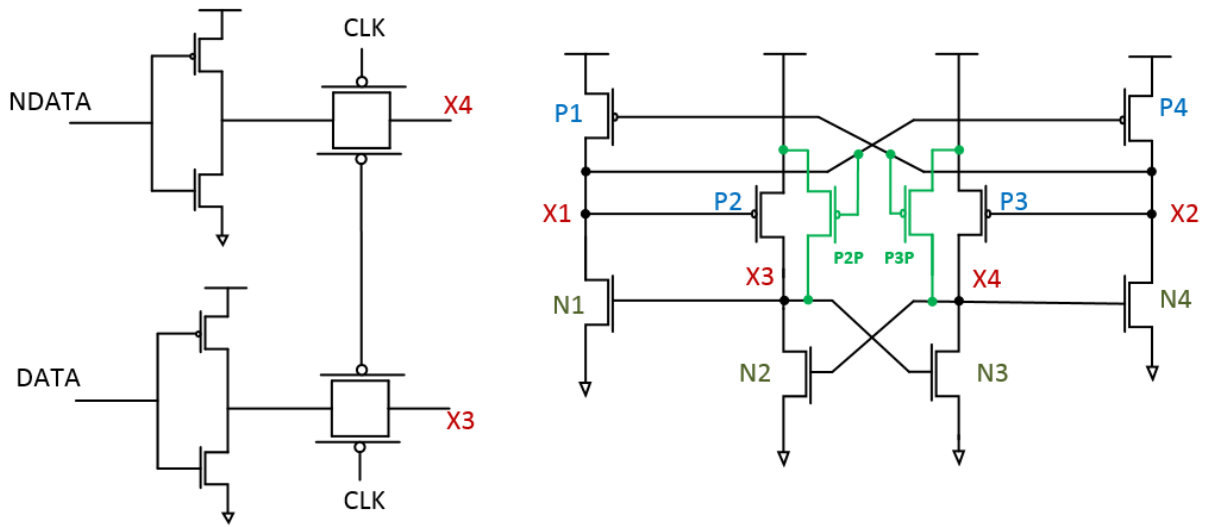 CLK
NDATA
X4
DATA
X3
CLK
P1
P4
P2
P3
X1
X2
P2P
P3P
X3
X4
N1
N4
N2
N3